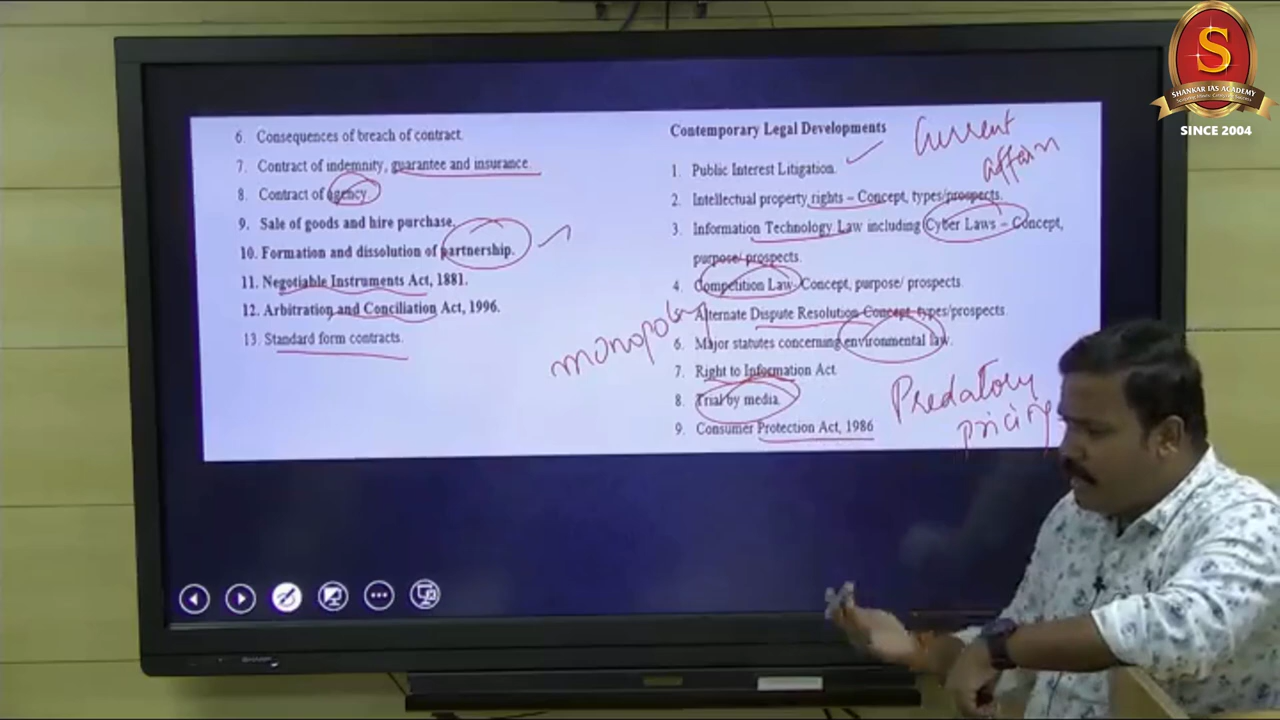 6. Consequences of breach of contract.
7. Contract of indemnity, guarantee and insurance.
8. Contract of agency.
9. Sale of goods and hire purchase.
10. Formation and dissolution of partnership.
11. Negotiable Instruments Act, 1881.
12. Arbitration and Conciliation Act, 1996.
13. Standard form contracts.
monopoly
Contemporary Legal Developments
Current
affairs
1. Public Interest Litigation.
2. Intellectual property rights – Concept, types/prospects.
3. Information Technology Law including Cyber Laws – Concept,
purpose/ prospects.
4. Competition Law- Concept, purpose/ prospects.
Alternate Dispute Resolution-Concept, types/prospects.
6. Major statutes concerning environmental law.
7. Right to Information Act.
8. Trial by media.
9. Consumer Protection Act, 1986
Predatory
pricing
S
SHANKAR IAS ACADEMY
SINCE 2004
SHARP